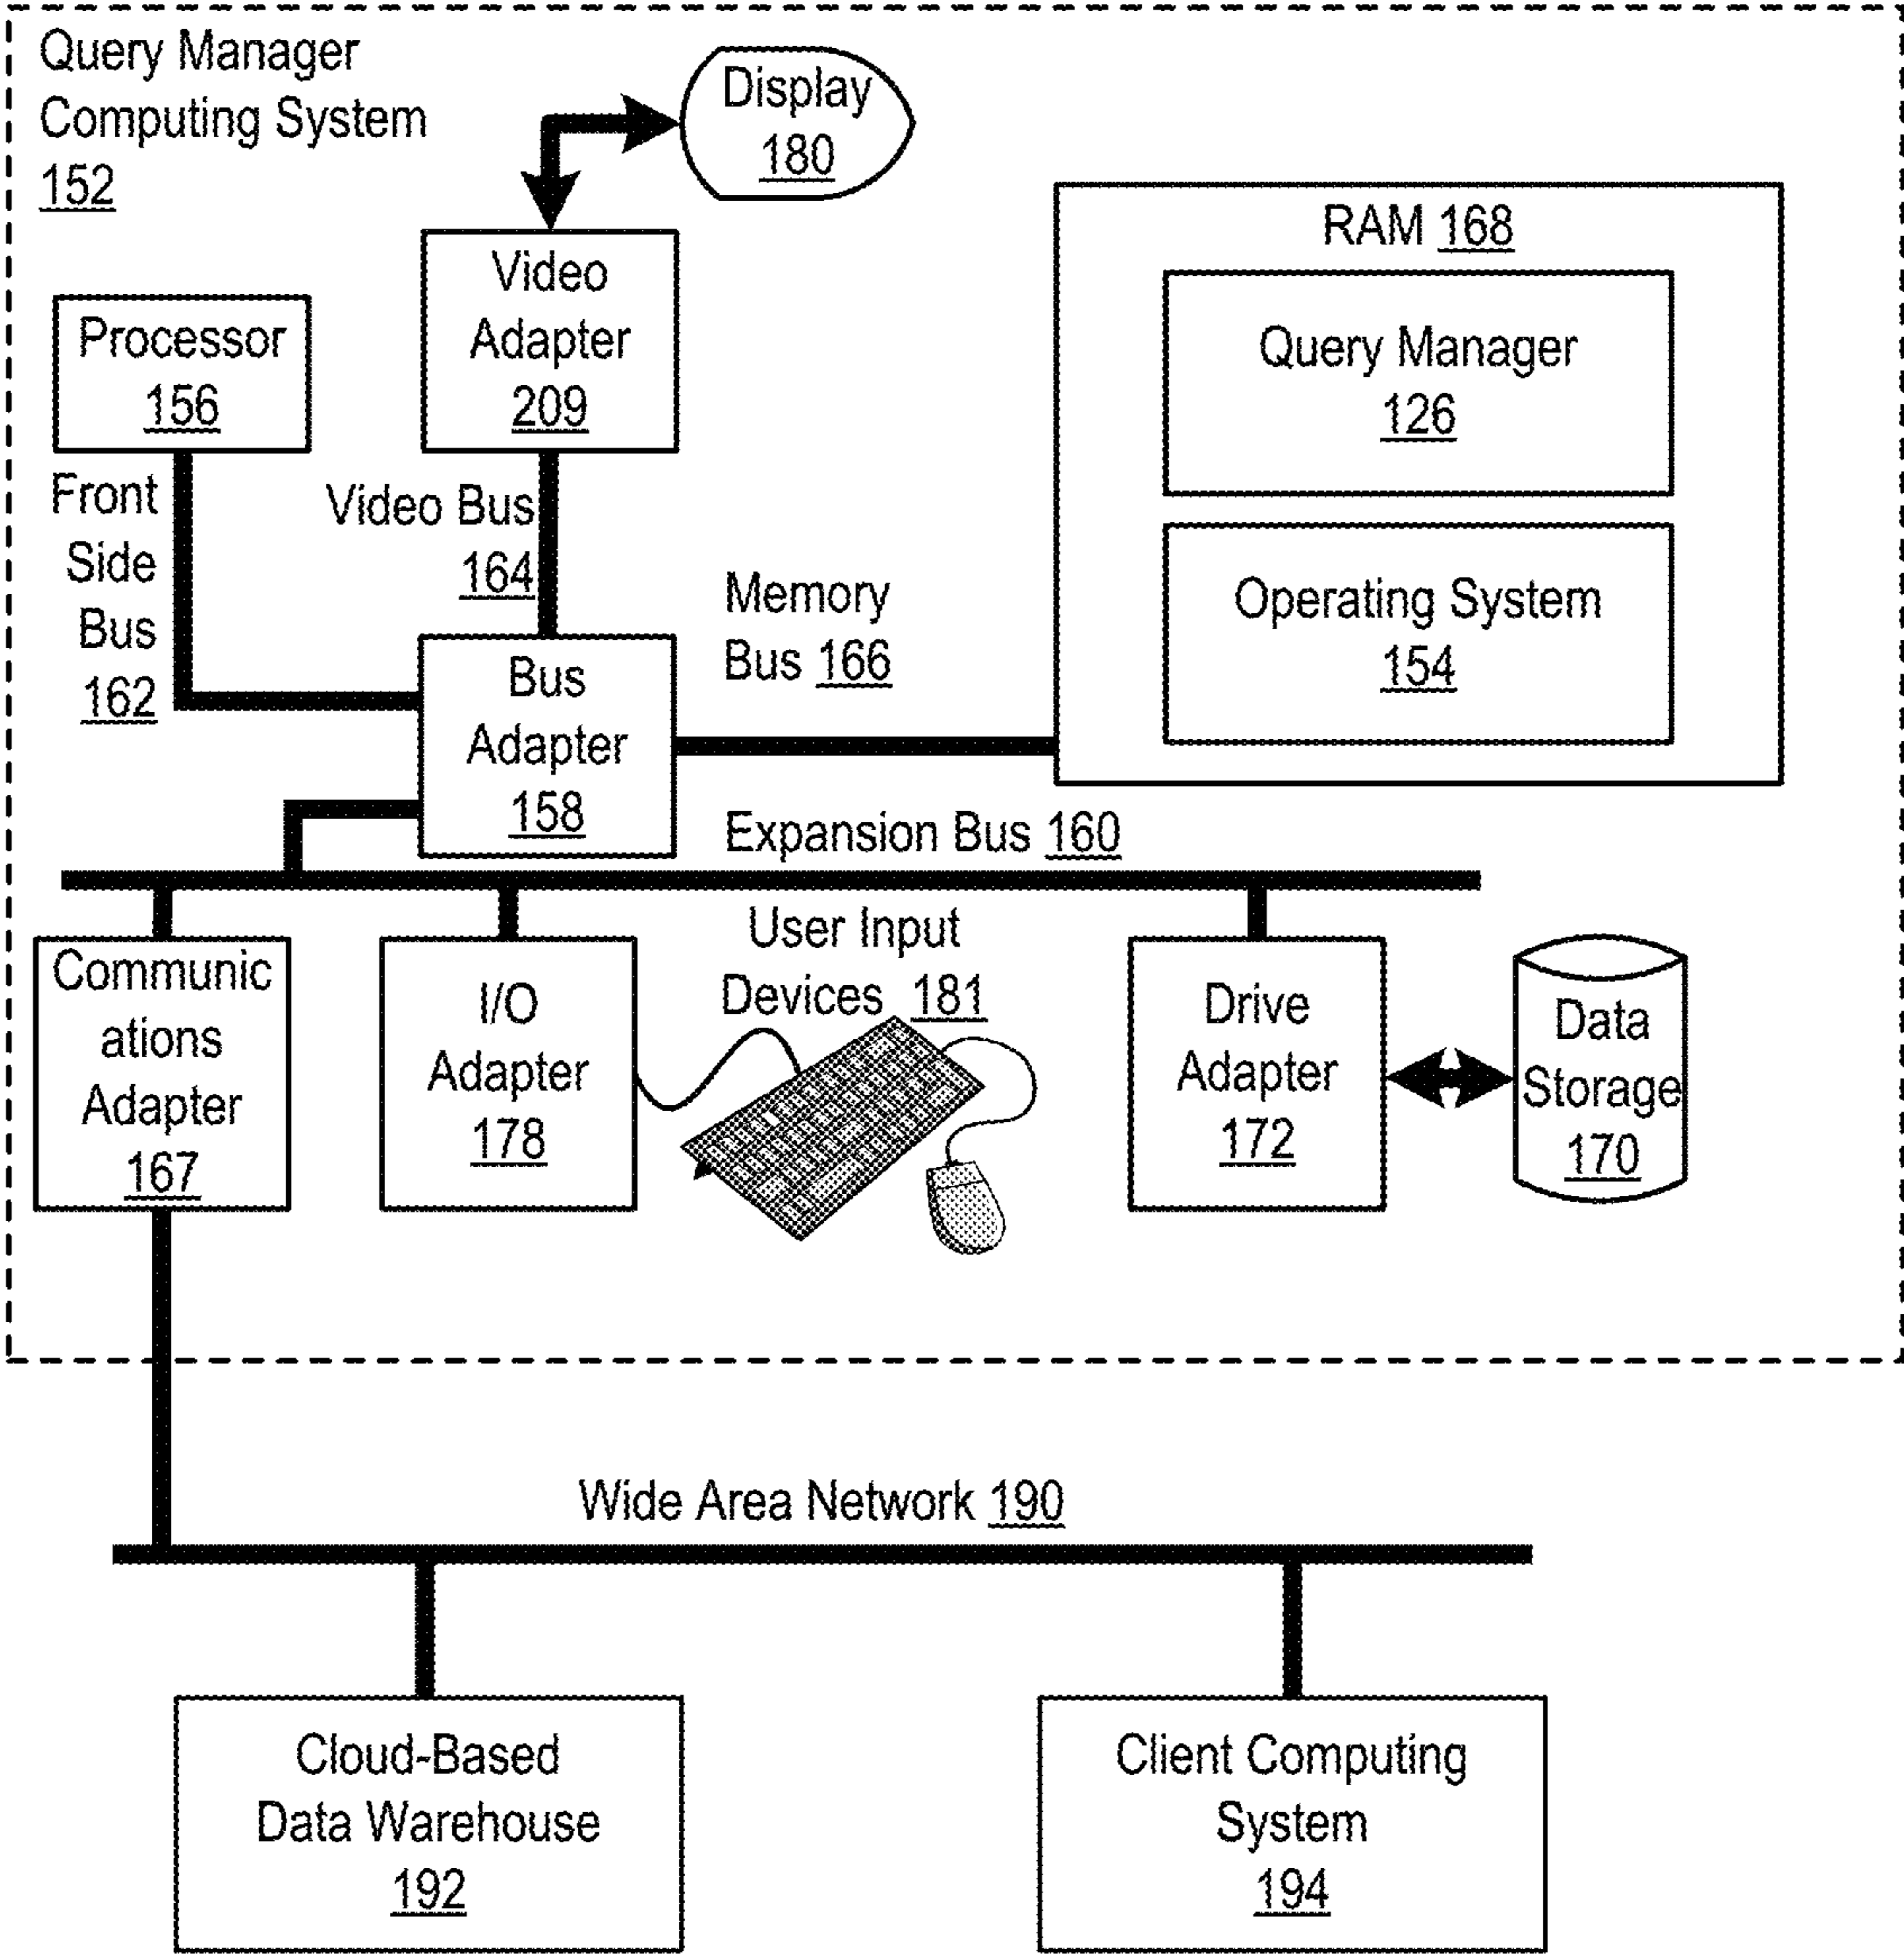 Query Manager
Computing System
152
Display
180
Video
Adapter
209
RAM 168
Processor
156
Query Manager
126
Front
Side
Bus
162
Video Bus
164
Memory
Bus 166
Operating System
154
Bus
Adapter
158
Expansion Bus 160
Communic
ations
Adapter
167
I/O
Adapter
178
User Input
Devices 181
Drive
Adapter
172
Data
Storage
170
Wide Area Network 190
Cloud-Based
Data Warehouse
192
Client Computing
System
194